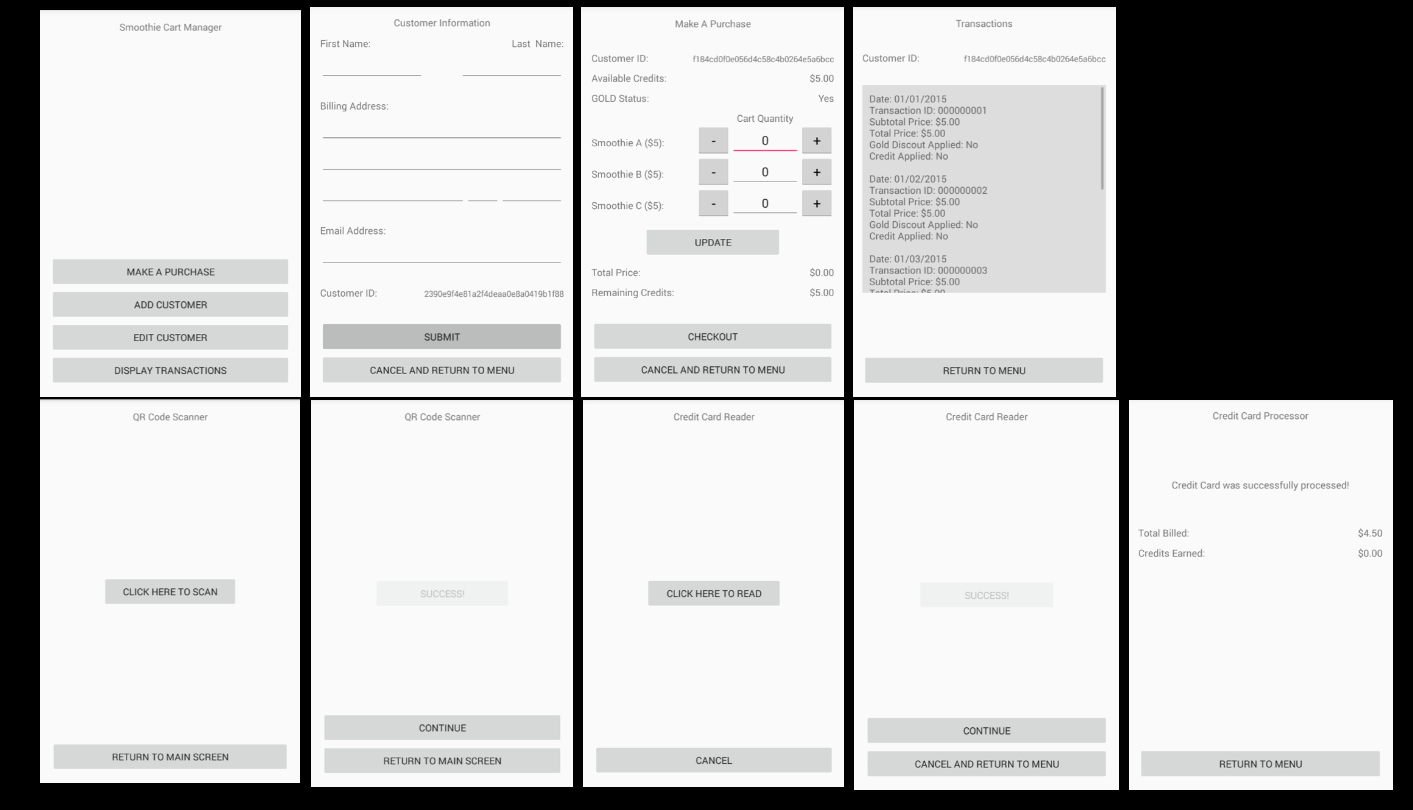 Smoothie Cart Manager
MAKE A PURCHASE
ADD CUSTOMER
EDIT CUSTOMER
DISPLAY TRANSACTIONS
Customer Information
First Name: Last Name:
Billing Address:
Email Address:
Customer ID: 2390e9f4e81a2f4deaa0e8a0419b1f88
SUBMIT
CANCEL AND RETURN TO MENU
Make A Purchase
Customer ID: f184cd0f0e056d4c58c4b0264e5a6bcc
Available Credits: $5.00
GOLD Status: Yes
Cart Quantity
Smoothie A ($5): - 0 +
Smoothie B ($5): - 0 +
Smoothie C ($5): - 0 +
UPDATE
Total Price: $0.00
Remaining Credits: $5.00
CHECKOUT
CANCEL AND RETURN TO MENU
Transactions
Customer ID: f184cd0f0e056d4c58c4b0264e5a6bcc
Date: 01/01/2015
Transaction ID: 000000001
Subtotal Price: $5.00
Total Price: $5.00
Gold Discout Applied: No
Credit Applied: No
Date: 01/02/2015
Transaction ID: 000000002
Subtotal Price: $5.00
Total Price: $5.00
Gold Discout Applied: No
Credit Applied: No
Date: 01/03/2015
Transaction ID: 000000003
Subtotal Price: $5.00
Total Price: $5.00
RETURN TO MENU
QR Code Scanner
CLICK HERE TO SCAN
RETURN TO MAIN SCREEN
QR Code Scanner
SUCCESS!
CONTINUE
RETURN TO MAIN SCREEN
Credit Card Reader
CLICK HERE TO READ
CANCEL
Credit Card Reader
SUCCESS!
CONTINUE
CANCEL AND RETURN TO MENU
Credit Card Processor
Credit Card was successfully processed!
Total Billed: $4.50
Credits Earned: $0.00
RETURN TO MENU